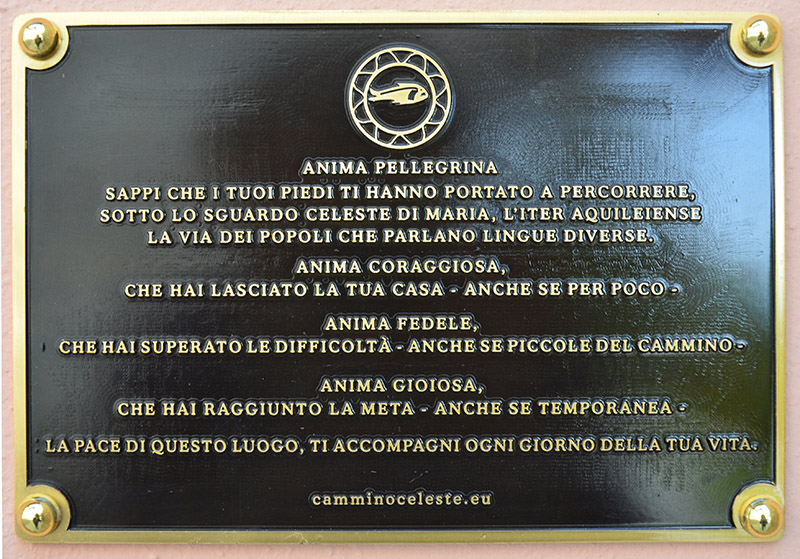 ANIMA PELLEGRINA
SAPPI CHE I TUOI PIEDI TI HANNO PORTATO A PERCORRERE,
SOTTO LO SGUARDO CELESTE DI MARIA, L'ITER AQUILEIENSE
LA VIA DEI POPOLI CHE PARLANO LINGUE DIVERSE.
ANIMA CORAGGIOSA,
CHE HAI LASCIATO LA TUA CASA - ANCHE SE PER POCO -
ANIMA FEDELE,
CHE HAI SUPERATO LE DIFFICOLTÀ - ANCHE SE PICCOLE DEL CAMMINO -
ANIMA GIOIOSA,
CHE HAI RAGGIUNTO LA META - ANCHE SE TEMPORANEA -
LA PACE DI QUESTO LUOGO, TI ACCOMPAGNI OGNI GIORNO DELLA TUA VITA.
camminoceleste.eu